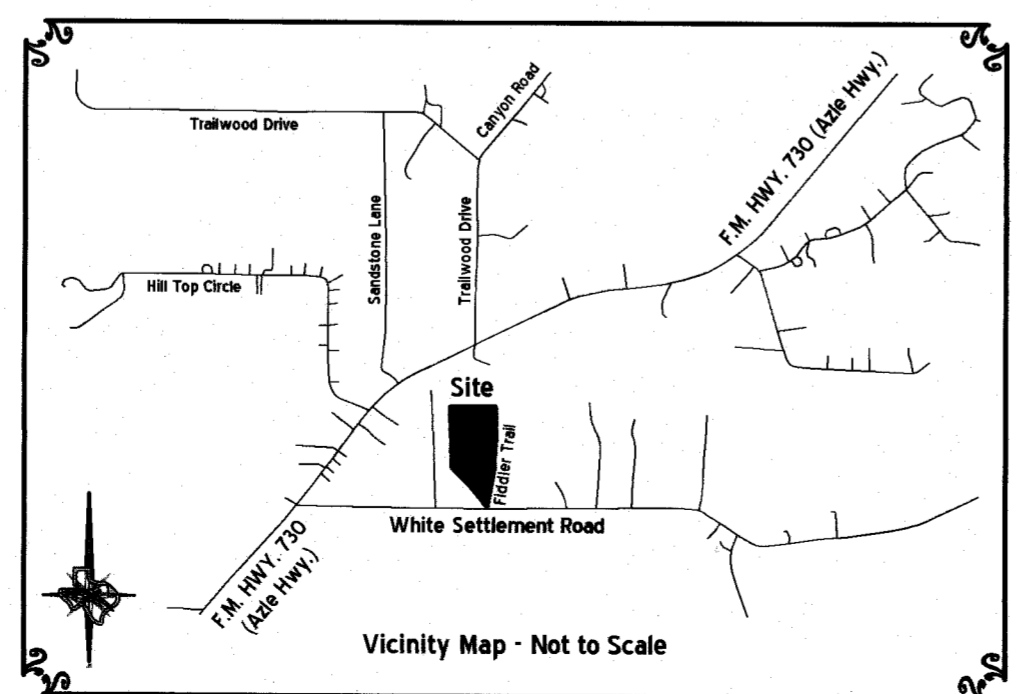 Canyon Road
F.M. HWY. 730 (Azle Hwy.)
Trailwood Drive
Sandstone Lane
Trailwood Drive
Hill Top Circle
Site
Fiddler Trail
White Settlement Road
F.M. HWY. 730
(Azle Hwy.)
Vicinity Map - Not to Scale